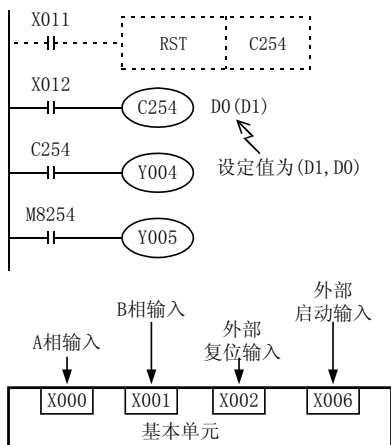 X011
RST C254
X012
C254 D0(D1)
C254
设定值为(D1,D0)
Y004
M8254
Y005
外部
启动输入
B相输入
外部
复位输入
A相输入
X000 X001 X002 X006
基本单元